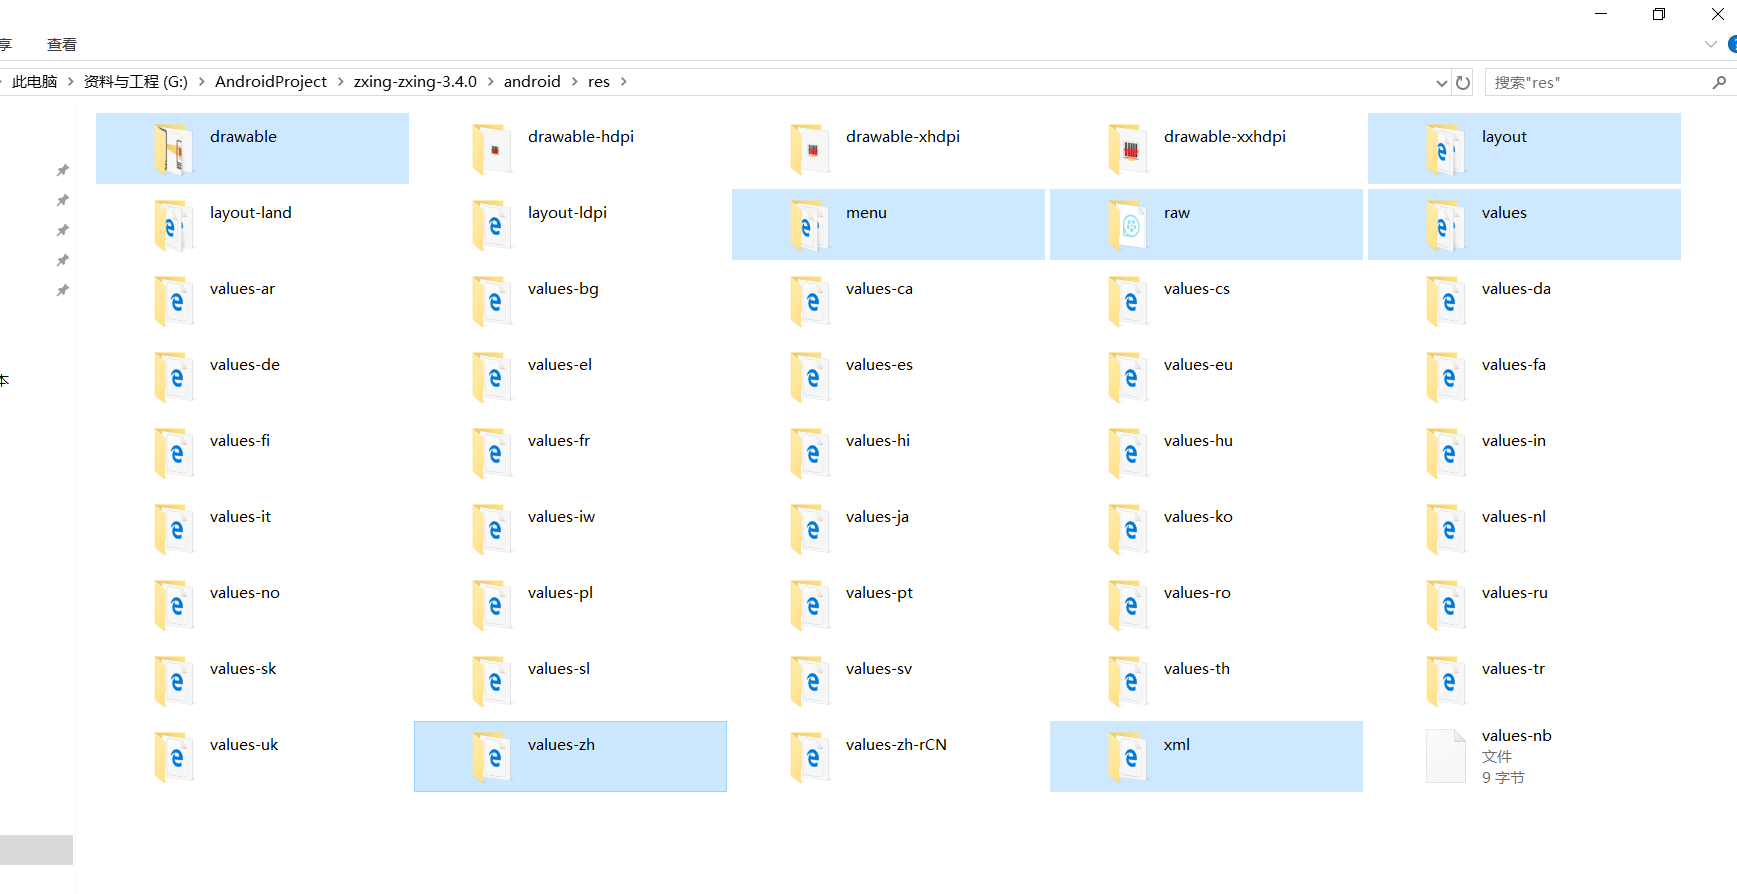 享 查看
此电脑 资料与工程 (G:) AndroidProject zxing-zxing-3.4.0 android res 搜索"res"
drawable drawable-hdpi drawable-xhdpi drawable-xxhdpi layout
layout-land layout-ldpi menu raw values
values-ar values-bg values-ca values-cs values-da
values-de values-el values-es values-eu values-fa
本
values-fi values-fr values-hi values-hu values-in
values-it values-iw values-ja values-ko values-nl
values-no values-pl values-pt values-ro values-ru
values-sk values-sl values-sv values-th values-tr
values-uk values-zh values-zh-rCN xml values-nb
文件
9 字节